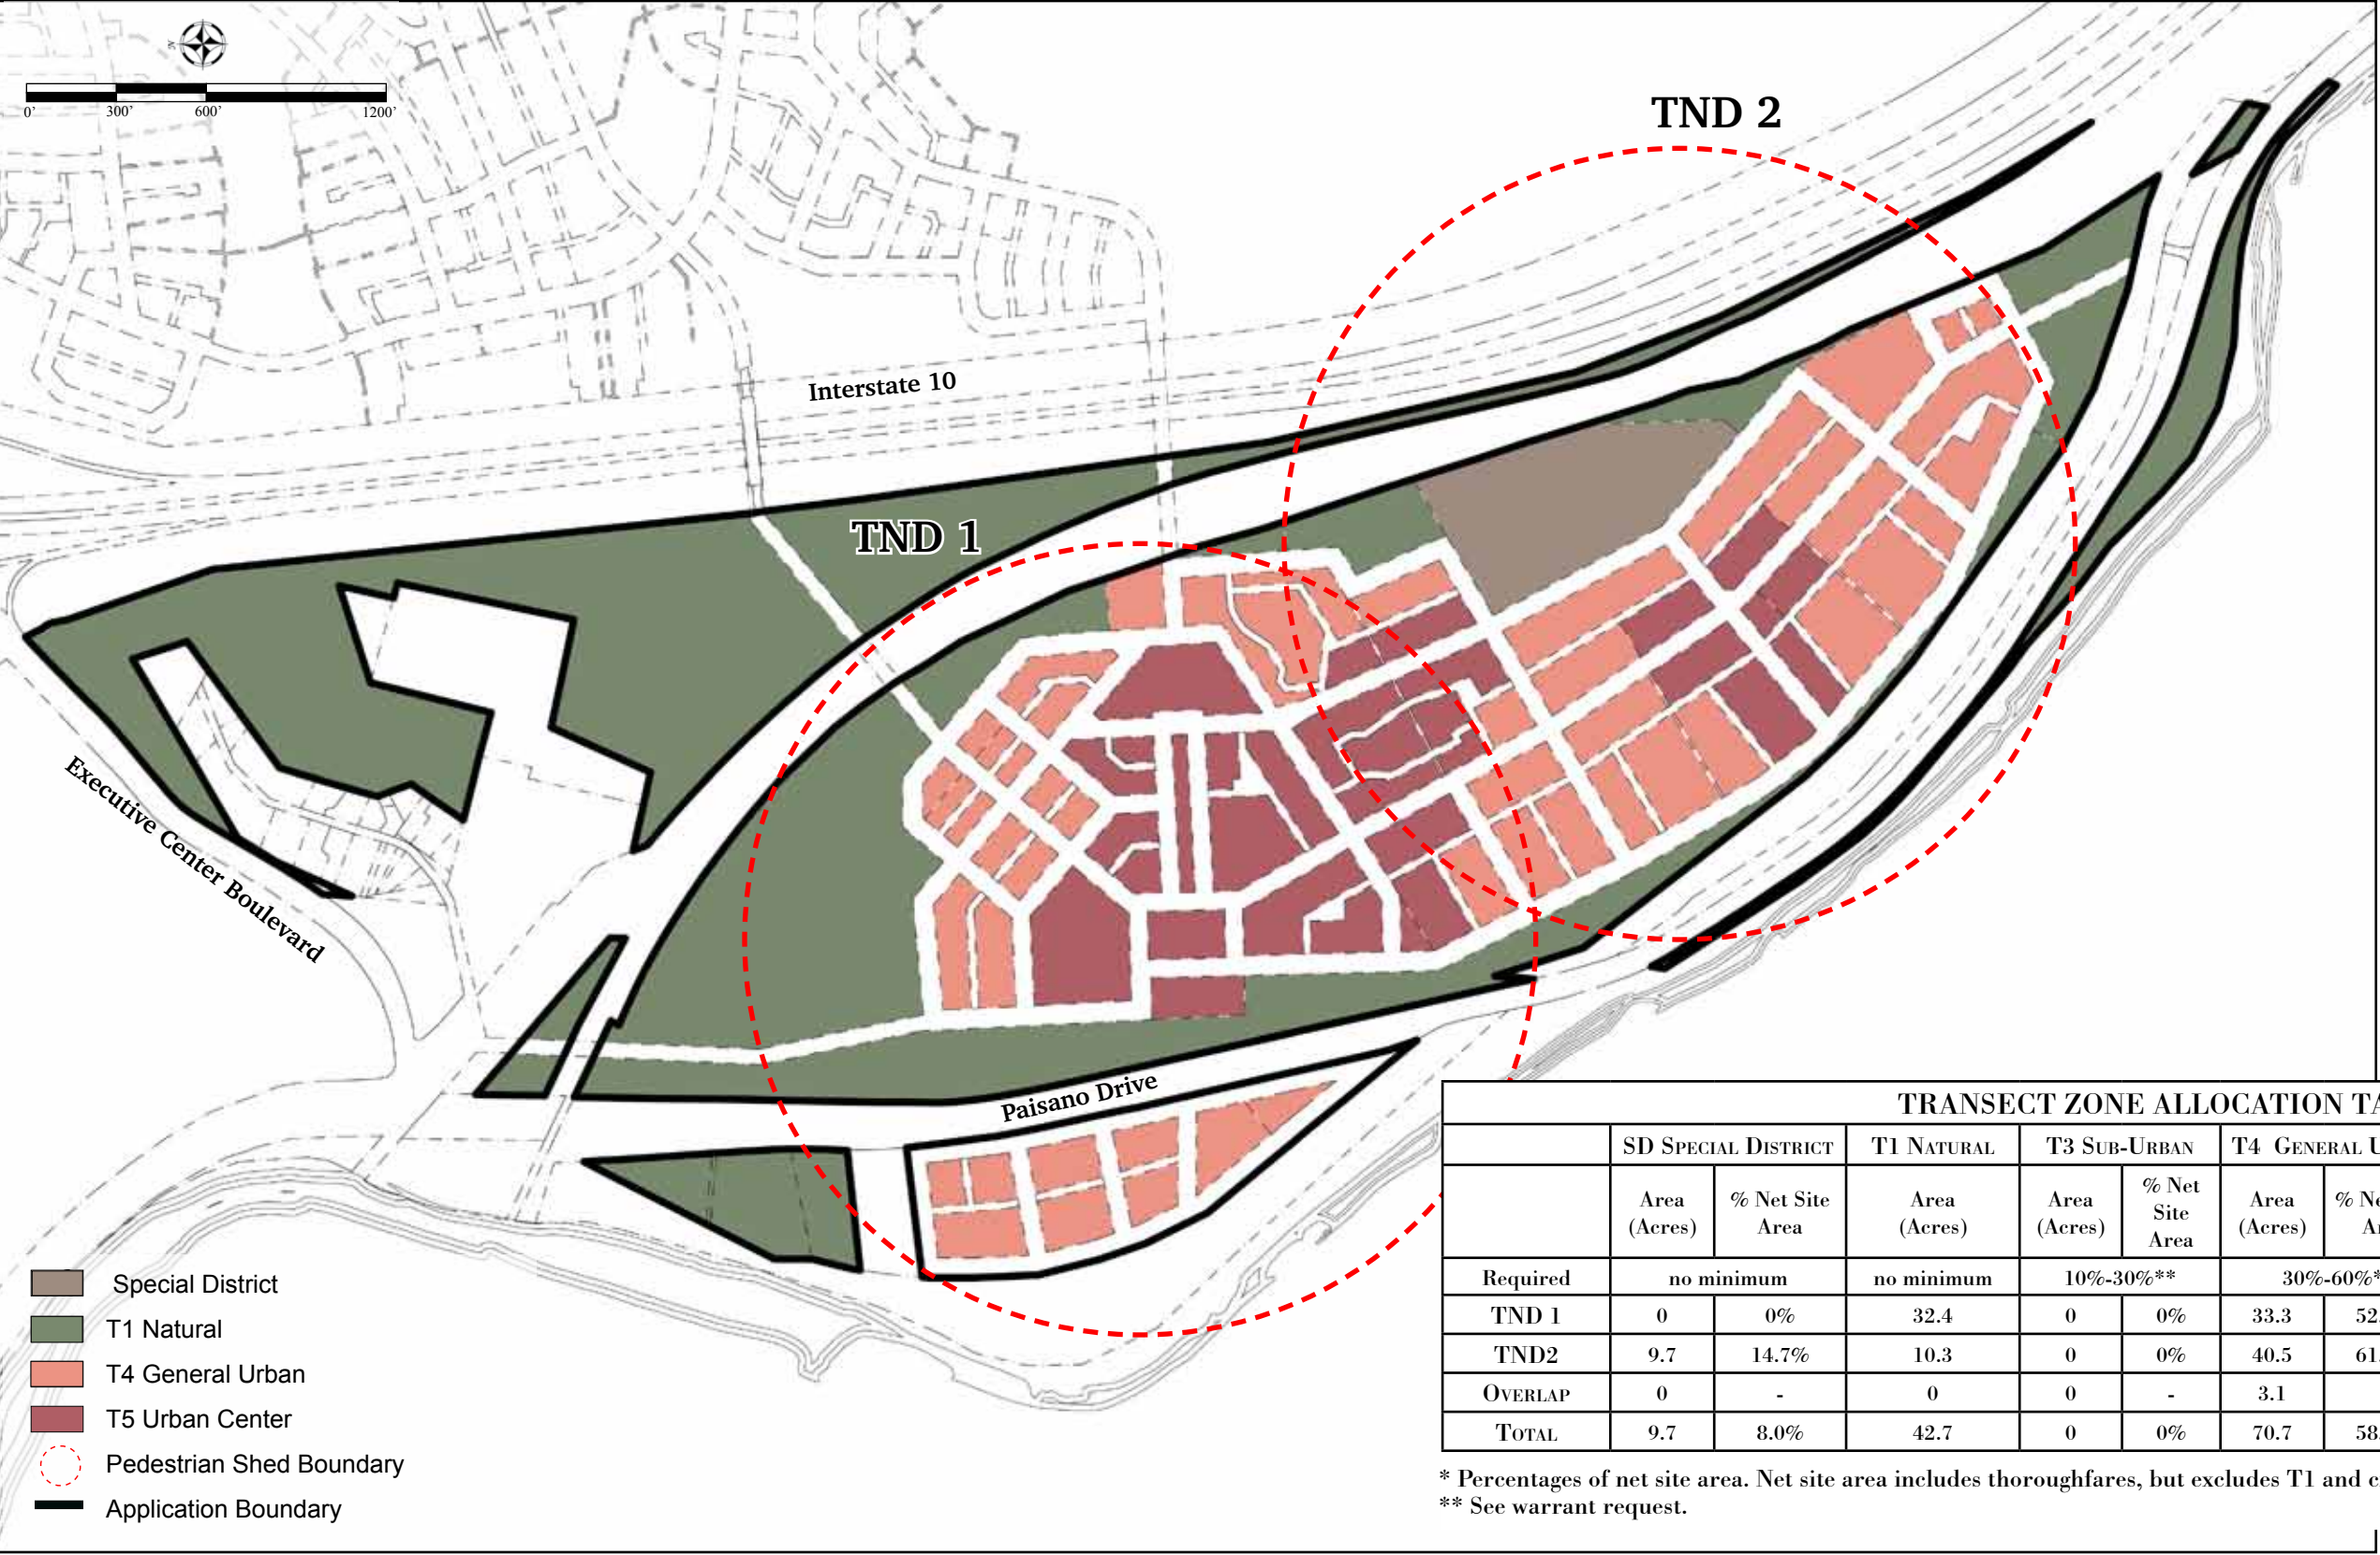 0’ 300’ 600’ 1200’
TND 2
Interstate 10
TND 1
Executive Center Boulevard
Paisano Drive
Special District
T1 Natural
T4 General Urban
T5 Urban Center
Pedestrian Shed Boundary
Application Boundary
TRANSECT ZONE ALLOCATION TA
SD Special District T1 Natural T3 Sub-Urban T4 General U
Area (Acres) % Net Site Area Area (Acres) Area (Acres) % Net Site Area Area (Acres) % Ne A
Required no minimum no minimum 10%-30%** 30%-60%*
TND 1 0 0% 32.4 0 0% 33.3 52.
TND2 9.7 14.7% 10.3 0 0% 40.5 61.
Overlap 0 - 0 0 - 3.1
Total 9.7 8.0% 42.7 0 0% 70.7 58.
* Percentages of net site area. Net site area includes thoroughfares, but excludes T1 and c
** See warrant request.